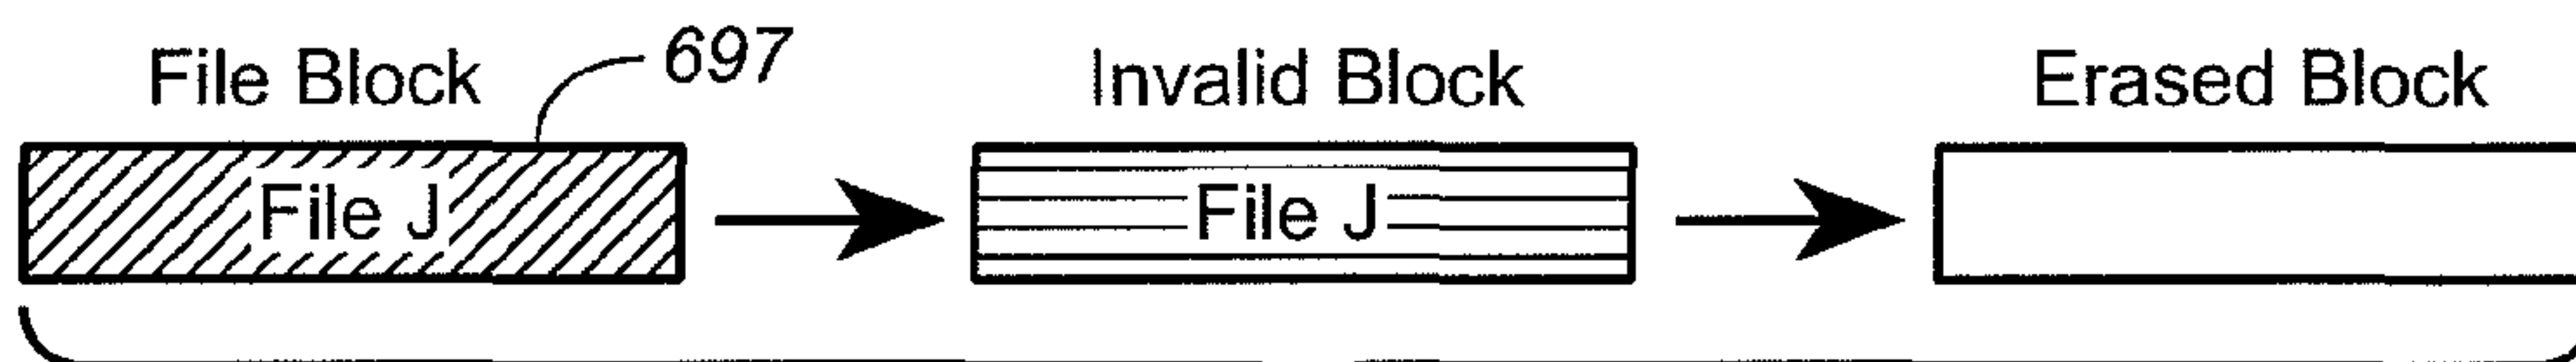 File Block 697 Invalid Block Erased Block
File J File J